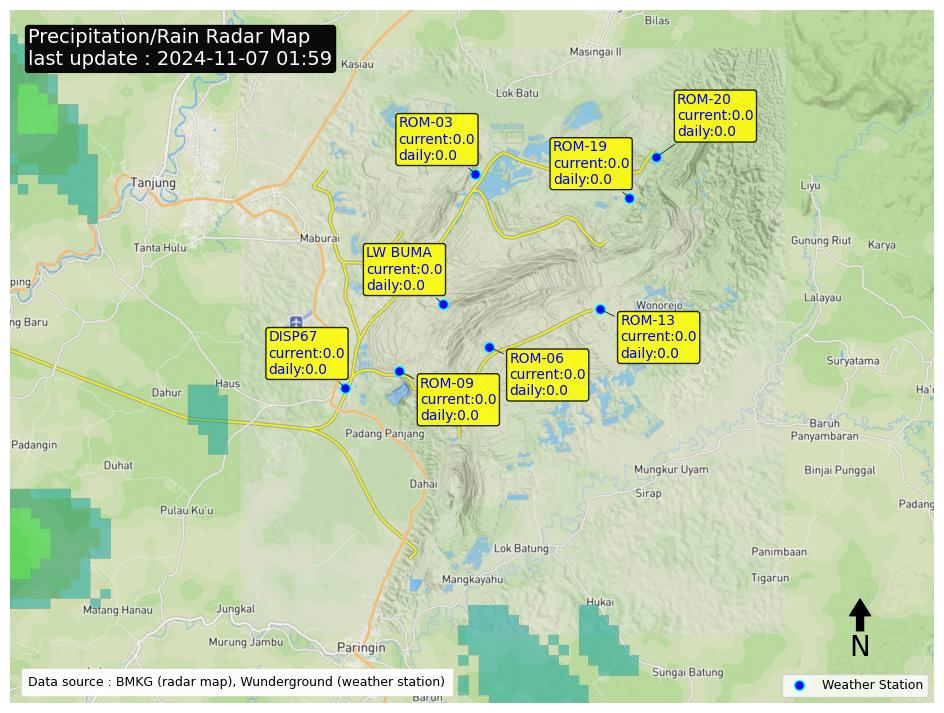 Precipitation/Rain Radar Map
last update : 2024-11-07 01:59
Bilas
Masingai II
Kasiau
Lok Batu
ROM-20
current:0.0
daily:0.0
ROM-03
current:0.0
daily:0.0
ROM-19
current:0.0
daily:0.0
Tanjung
Liyu
Maburai
Tanta Hulu
Gunung Riut
Karya
LW BUMA
current:0.0
daily:0.0
ping
Lalayau
Wonorejo
ng Baru
ROM-13
current:0.0
daily:0.0
DISP67
current:0.0
daily:0.0
ROM-06
current:0.0
daily:0.0
Suryatama
Haus
Dahur
ROM-09
current:0.0
daily:0.0
Ha
Baruh
Panyambaran
Padang Panjang
Padangin
Duhat
Mungkur Uyam
Binjai Punggal
Dahai
Sirap
Padang
Pulau Ku'u
Lok Batung
Panimbaan
Mangkayahu
Tigarun
Matang Hanau
Jungkal
Hukai
Murung Jambu
Paringin
N
Sungai Batung
Data source : BMKG (radar map), Wunderground (weather station)
Weather Station
Barun